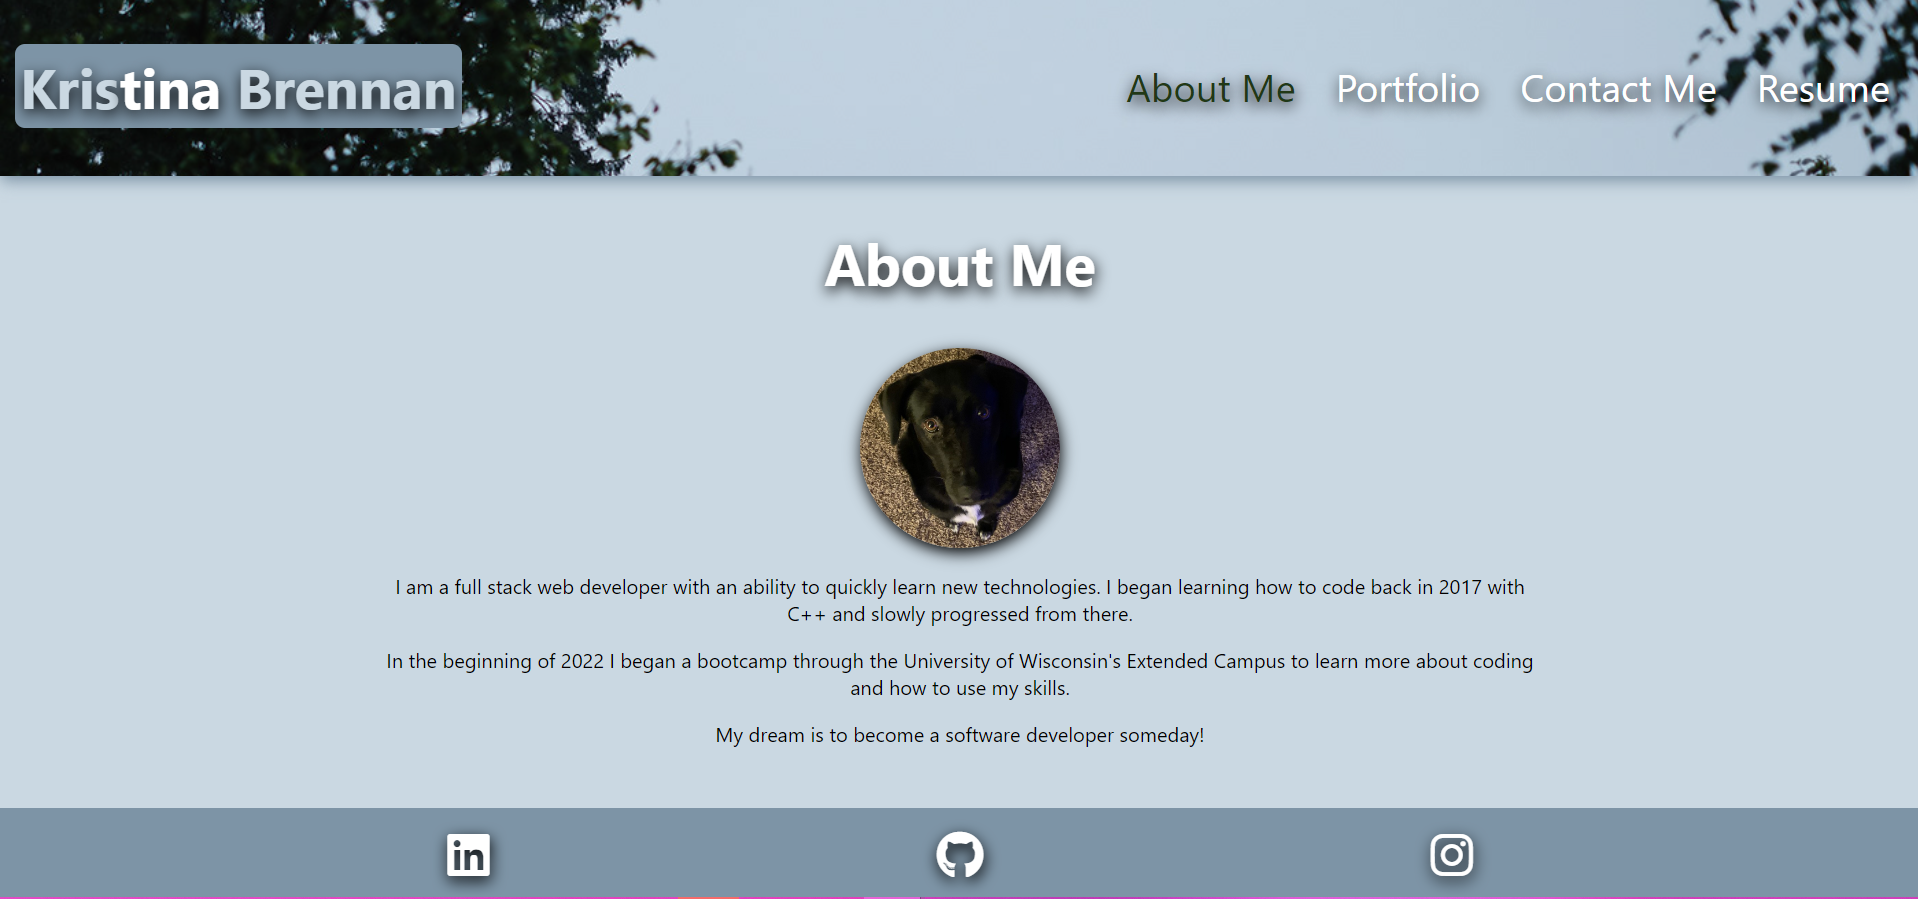 Kristina Brennan
About Me Portfolio Contact Me Resume
About Me
I am a full stack web developer with an ability to quickly learn new technologies. I began learning how to code back in 2017 with
C++ and slowly progressed from there.
In the beginning of 2022 I began a bootcamp through the University of Wisconsin's Extended Campus to learn more about coding
and how to use my skills.
My dream is to become a software developer someday!
in